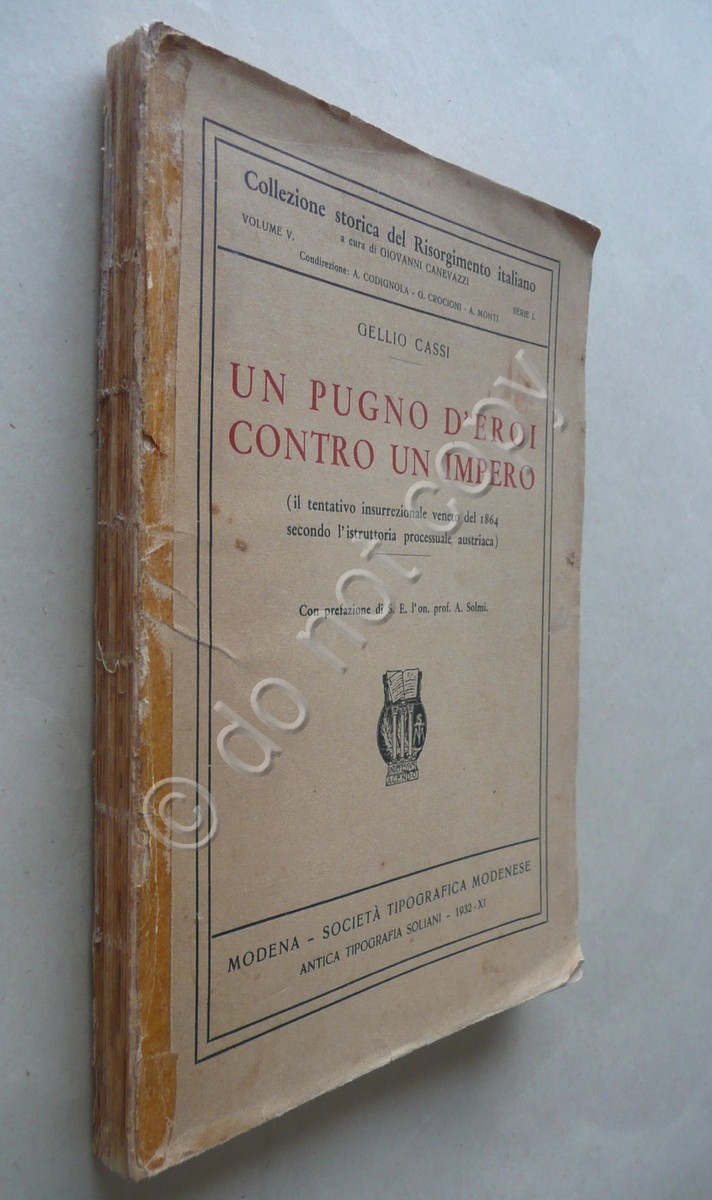 Collezione storica del Risorgimento italiano
a cura di GIOVANNI CANEVAZZI
VOLUME V.
SERIE I.
Condirezione: A. CODIGNOLA - G. CROCIONI - A. MONTI
GELLIO CASSI
UN PUGNO D'EROI
CONTRO UN IMPERO
(il tentativo insurrezionale veneto del 1864
secondo l'istruttoria processuale austriaca)
Con prefazione di S. E. l'on. prof. A. Solmi.
AGENDO
MODENA - SOCIETÀ TIPOGRAFICA MODENESE
ANTICA TIPOGRAFIA SOLIANI - 1932-XI
© do not copy